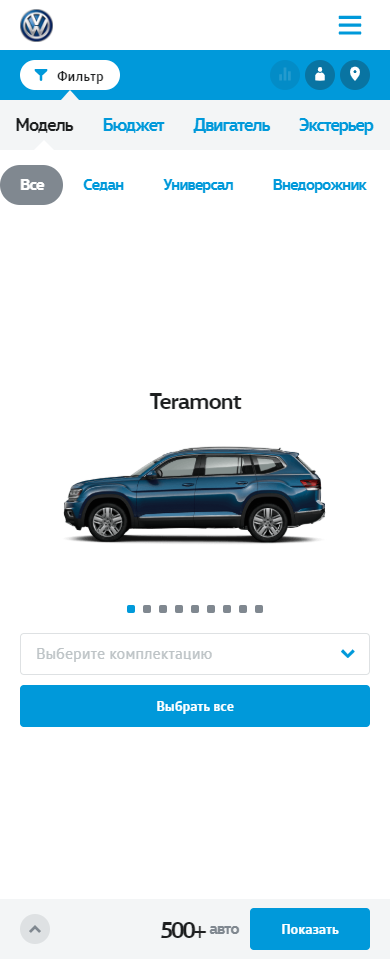 Фильтр
Модель Бюджет Двигатель Экстерьер
Все Седан Универсал Внедорожник
Teramont
Выберите комплектацию
Выбрать все
500+ авто Показать